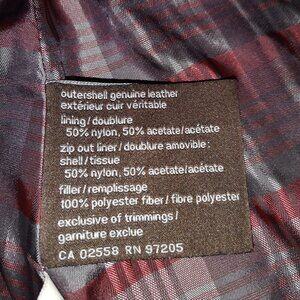 outershell genuine leather
extérieur cuir véritable
lining/doublure
50% nylon, 50% acetate/acétate
zip out liner/doublure amovible:
shell/tissue
50% nylon, 50% acetate/acétate
filler/remplissage
100% polyester fiber/fibre polyester
exclusive of trimmings/
garniture exclue
CA 02558 RN 97205